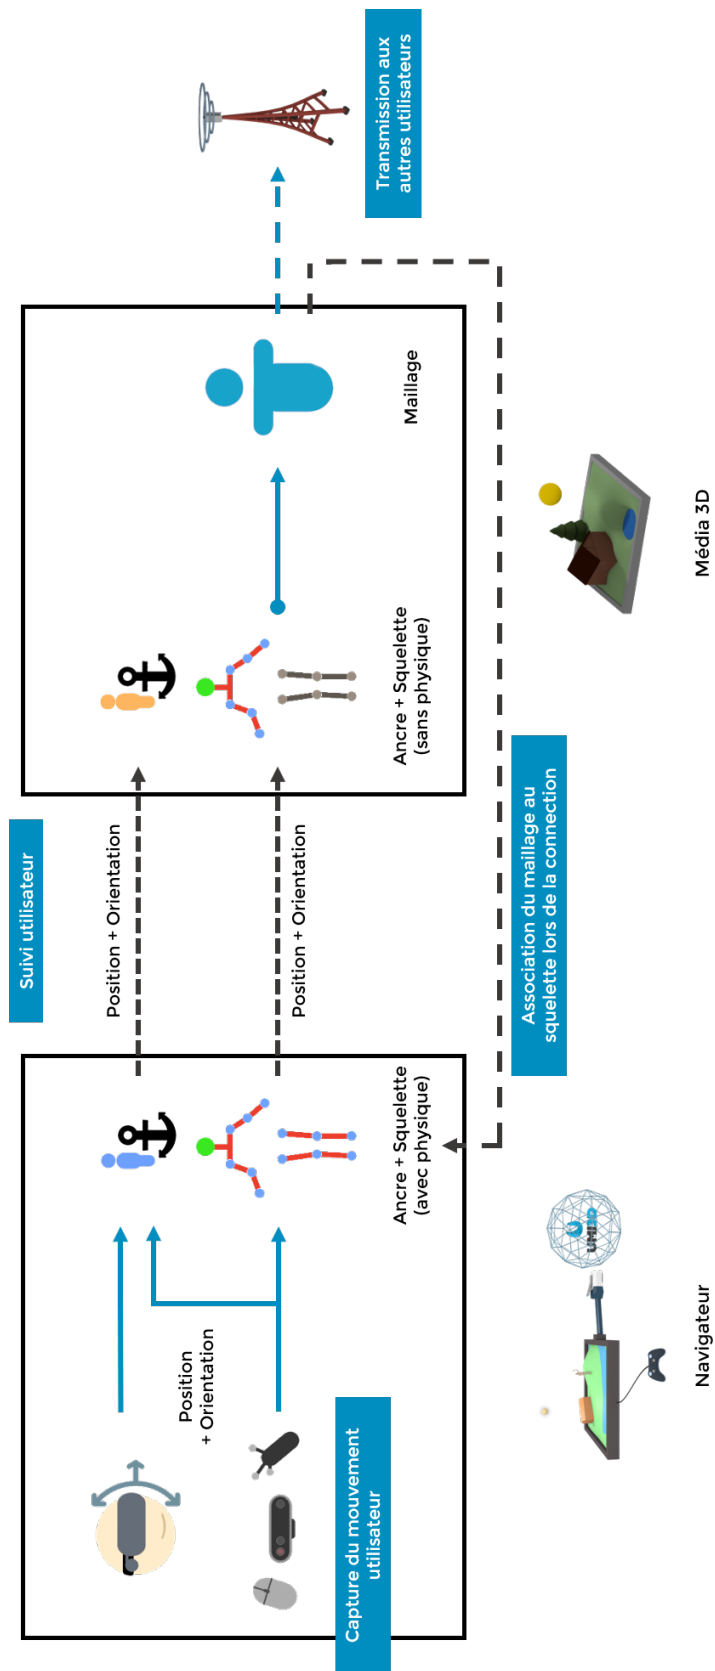 Suivi utilisateur
Capture du mouvement
utilisateur
Position
+ Orientation
Ancre + Squelette
(avec physique)
Position + Orientation
Position + Orientation
Ancre + Squelette
(sans physique)
Maillage
Transmission aux
autres utilisateurs
Association du maillage au
squelette lors de la connection
UMI3D
Navigateur
Média 3D